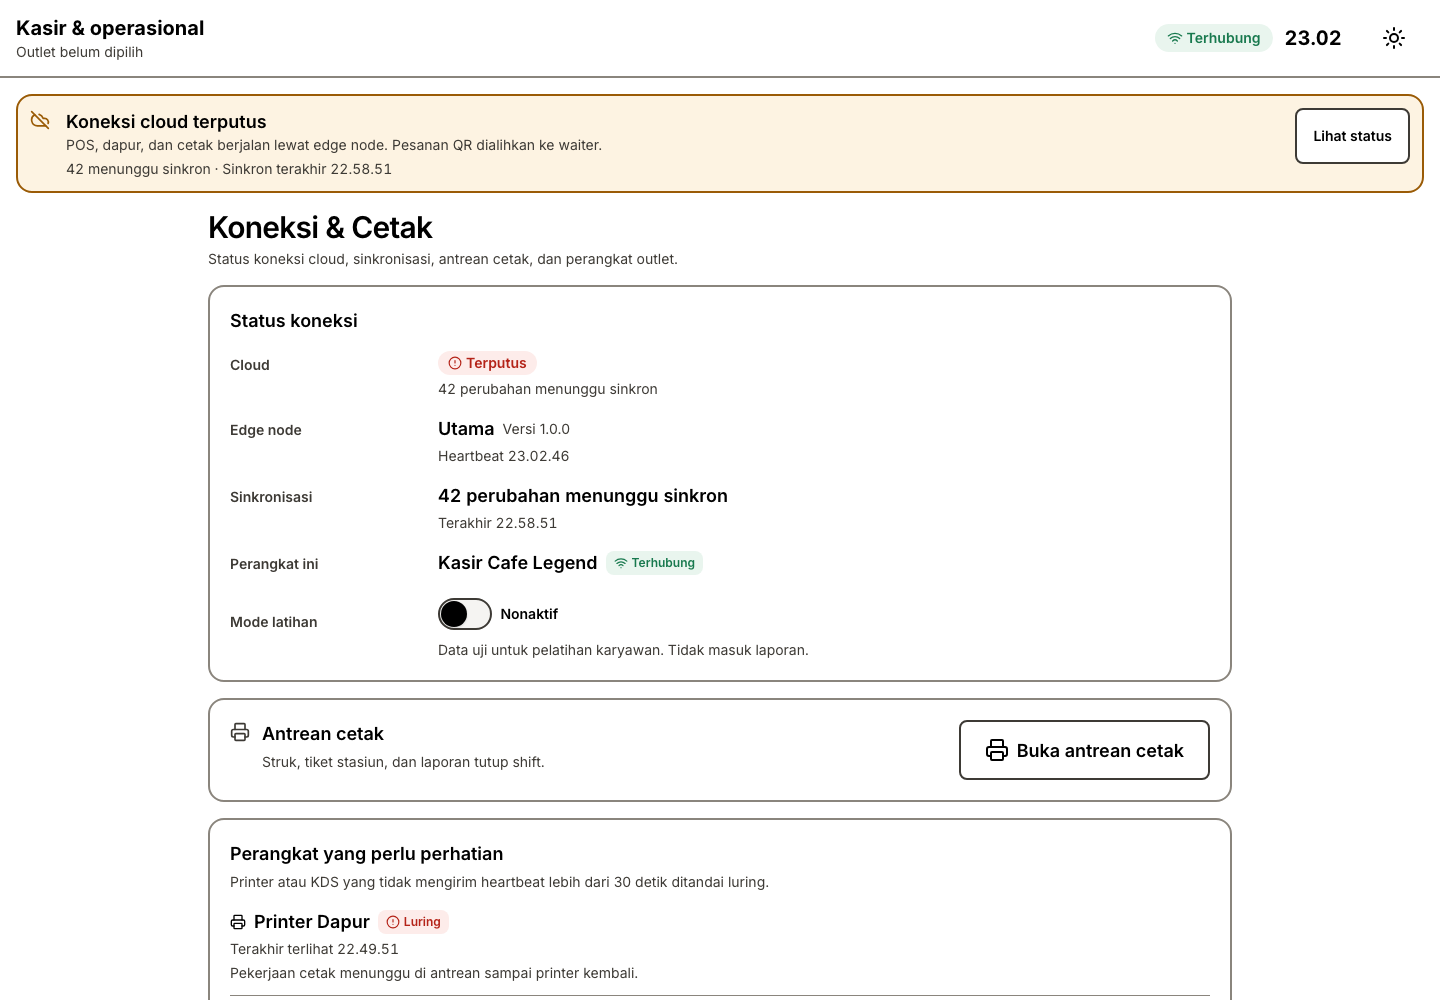 Kasir & operasional
Outlet belum dipilih
Terhubung
23.02
Koneksi cloud terputus
POS, dapur, dan cetak berjalan lewat edge node. Pesanan QR dialihkan ke waiter.
42 menunggu sinkron · Sinkron terakhir 22.58.51
Lihat status
Koneksi & Cetak
Status koneksi cloud, sinkronisasi, antrean cetak, dan perangkat outlet.
Status koneksi
Cloud
Terputus
42 perubahan menunggu sinkron
Edge node
Utama Versi 1.0.0
Heartbeat 23.02.46
Sinkronisasi
42 perubahan menunggu sinkron
Terakhir 22.58.51
Perangkat ini
Kasir Cafe Legend Terhubung
Mode latihan
Nonaktif
Data uji untuk pelatihan karyawan. Tidak masuk laporan.
Antrean cetak
Struk, tiket stasiun, dan laporan tutup shift.
Buka antrean cetak
Perangkat yang perlu perhatian
Printer atau KDS yang tidak mengirim heartbeat lebih dari 30 detik ditandai luring.
Printer Dapur Luring
Terakhir terlihat 22.49.51
Pekerjaan cetak menunggu di antrean sampai printer kembali.